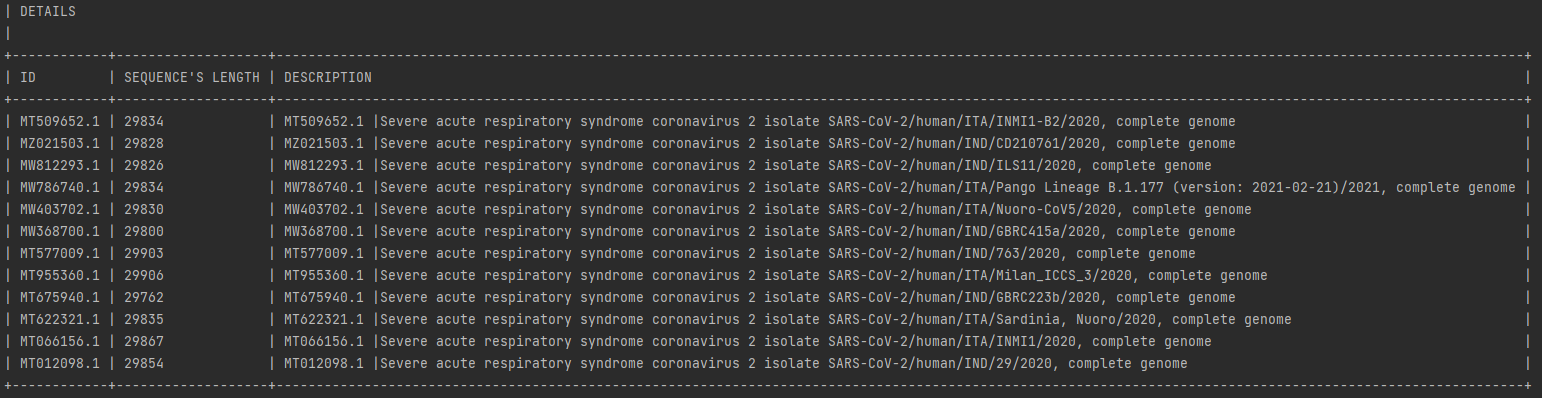 | DETAILS
|
+------------+-------------------+------------------------------------------------------------------------------------------------------------------------------------------------------------+
| ID         | SEQUENCE'S LENGTH | DESCRIPTION                                                                                                                                                |
+------------+-------------------+------------------------------------------------------------------------------------------------------------------------------------------------------------+
| MT509652.1 | 29834             | MT509652.1 |Severe acute respiratory syndrome coronavirus 2 isolate SARS-CoV-2/human/ITA/INMI1-B2/2020, complete genome                                    |
| MZ021503.1 | 29828             | MZ021503.1 |Severe acute respiratory syndrome coronavirus 2 isolate SARS-CoV-2/human/IND/CD210761/2020, complete genome                                    |
| MW812293.1 | 29826             | MW812293.1 |Severe acute respiratory syndrome coronavirus 2 isolate SARS-CoV-2/human/IND/ILS11/2020, complete genome                                       |
| MW786740.1 | 29834             | MW786740.1 |Severe acute respiratory syndrome coronavirus 2 isolate SARS-CoV-2/human/ITA/Pango Lineage B.1.177 (version: 2021-02-21)/2021, complete genome |
| MW403702.1 | 29830             | MW403702.1 |Severe acute respiratory syndrome coronavirus 2 isolate SARS-CoV-2/human/ITA/Nuoro-CoV5/2020, complete genome                                  |
| MW368700.1 | 29800             | MW368700.1 |Severe acute respiratory syndrome coronavirus 2 isolate SARS-CoV-2/human/IND/GBRC415a/2020, complete genome                                    |
| MT577009.1 | 29903             | MT577009.1 |Severe acute respiratory syndrome coronavirus 2 isolate SARS-CoV-2/human/IND/763/2020, complete genome                                         |
| MT955360.1 | 29906             | MT955360.1 |Severe acute respiratory syndrome coronavirus 2 isolate SARS-CoV-2/human/ITA/Milan_ICCS_3/2020, complete genome                                |
| MT675940.1 | 29762             | MT675940.1 |Severe acute respiratory syndrome coronavirus 2 isolate SARS-CoV-2/human/IND/GBRC223b/2020, complete genome                                    |
| MT622321.1 | 29835             | MT622321.1 |Severe acute respiratory syndrome coronavirus 2 isolate SARS-CoV-2/human/ITA/Sardinia, Nuoro/2020, complete genome                             |
| MT066156.1 | 29867             | MT066156.1 |Severe acute respiratory syndrome coronavirus 2 isolate SARS-CoV-2/human/ITA/INMI1/2020, complete genome                                       |
| MT012098.1 | 29854             | MT012098.1 |Severe acute respiratory syndrome coronavirus 2 isolate SARS-CoV-2/human/IND/29/2020, complete genome                                          |
+------------+-------------------+------------------------------------------------------------------------------------------------------------------------------------------------------------+